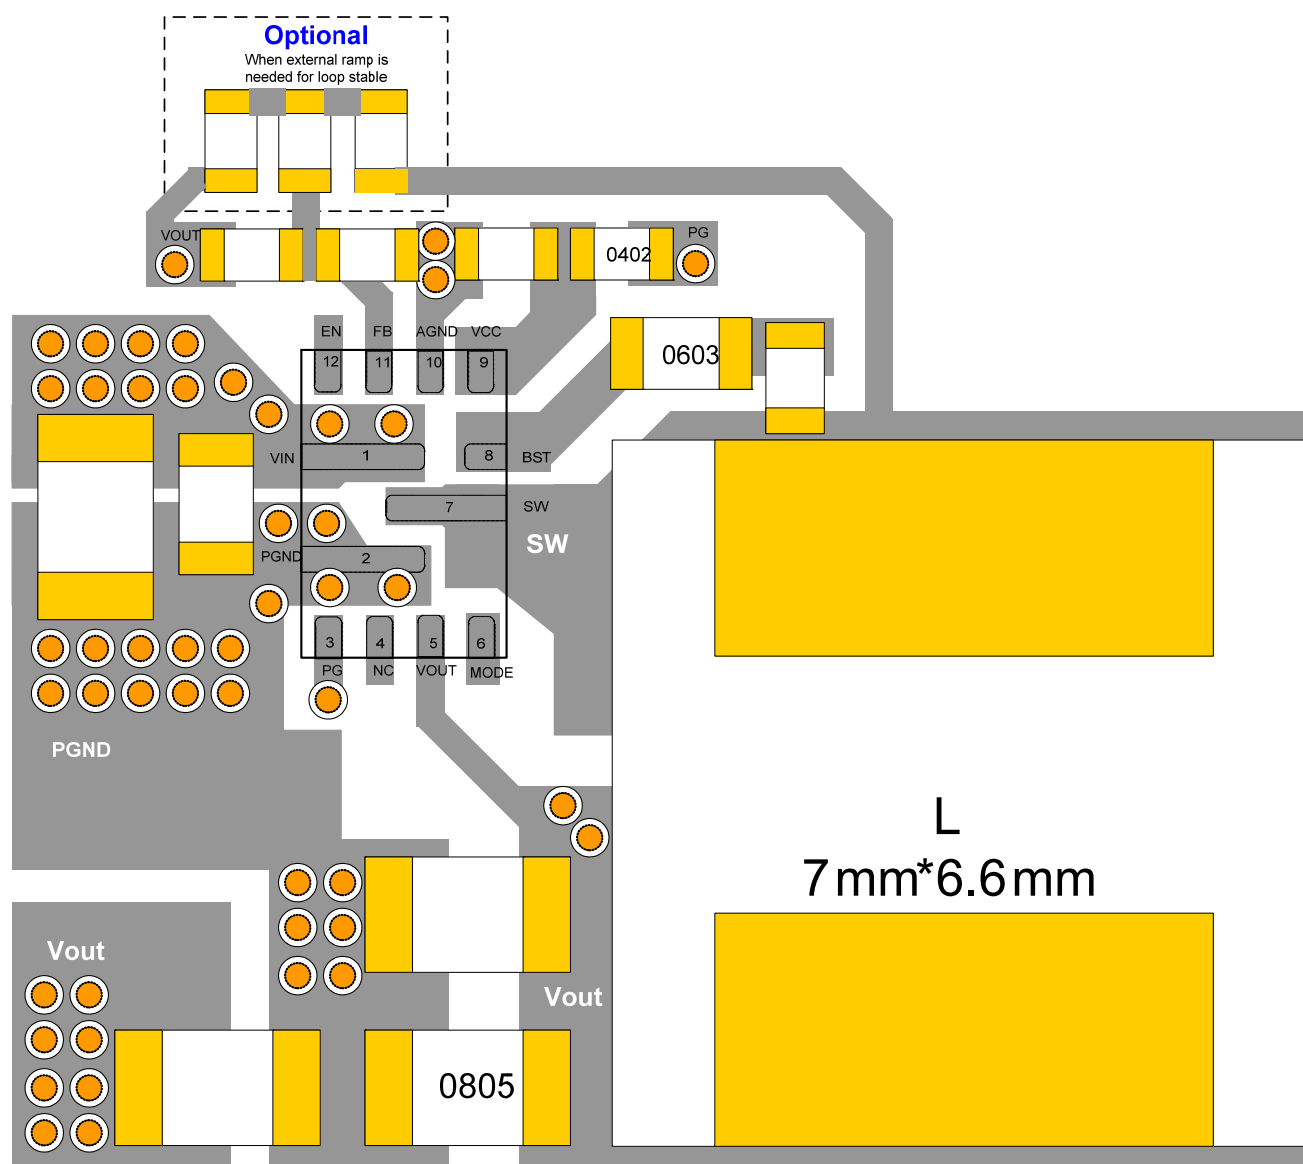 Optional
When external ramp is
needed for loop stable
VOUT
PG
0402
EN
FB
AGND
VCC
12
11
10
9
0603
VIN
1
8
BST
7
SW
SW
PGND
2
3
4
5
6
PG
NC
VOUT
MODE
PGND
L
7mm*6.6mm
Vout
Vout
0805